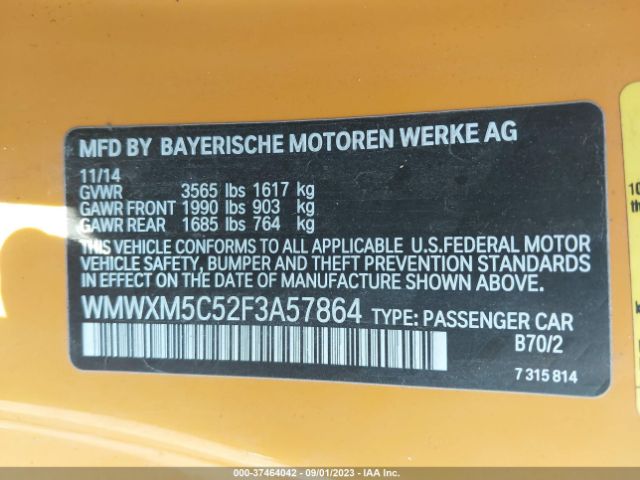 MFD BY BAYERISCHE MOTOREN WERKE AG
11/14
GVWR 3565 lbs 1617 kg
GAWR FRONT 1990 lbs 903 kg
GAWR REAR 1685 lbs 764 kg
THIS VEHICLE CONFORMS TO ALL APPLICABLE U.S.FEDERAL MOTOR
VEHICLE SAFETY, BUMPER AND THEFT PREVENTION STANDARDS
IN EFFECT ON THE DATE OF MANUFACTURE SHOWN ABOVE.
WMWXM5C52F3A57864 TYPE: PASSENGER CAR
B70/2
7 315 814
10
th
000-37464042 - 09/01/2023 - IAA Inc.